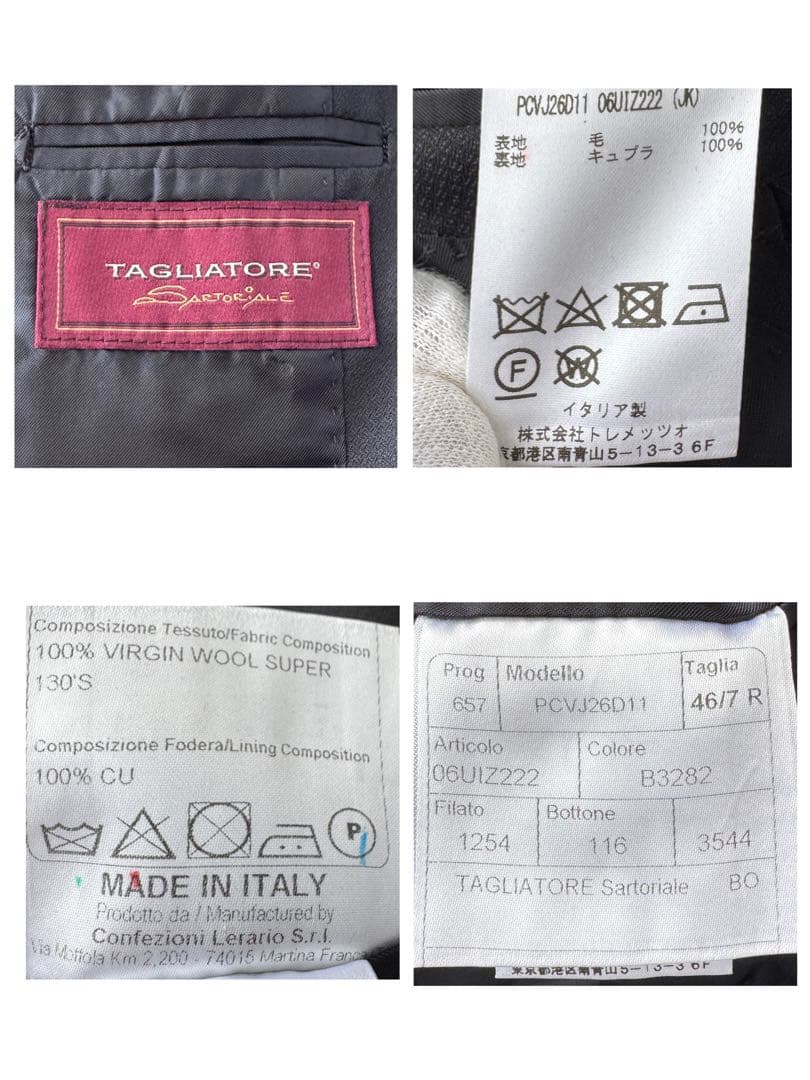 TAGLIATORE°
SARTORIALE
PCVJ26D11 06UIZ222 (JK)
表地 毛 100%
裏地 キュプラ 100%
F
W
イタリア製
株式会社トレメッツオ
京都港区南青山5-13-3 6F
Composizione Tessuto/Fabric Composition
100% VIRGIN WOOL SUPER
130'S
Composizione Fodera/Lining Composition
100% CU
P
MADE IN ITALY
Prodotto da / Manufactured by
Confezioni Lerario S.r.l.
Via Mottola Km 2,200 - 74015 Martina Franc
Prog Modello Taglia
657 PCVJ26D11 46/7 R
Articolo Colore
06UIZ222 B3282
Filato Bottone
1254 116 3544
TAGLIATORE Sartoriale BO
東京都港区南青山5-13-3 6F